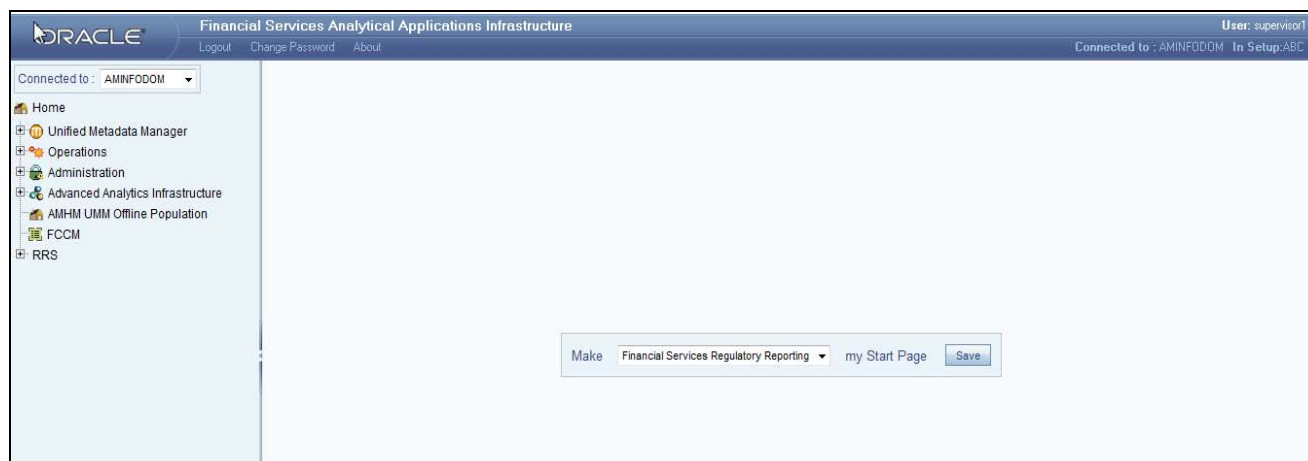 ORACLE
Financial Services Analytical Applications Infrastructure
User: supervisor1
Logout Change Password About
Connected to : AMINFODOM In Setup:ABC
Connected to : AMINFODOM
Home
Unified Metadata Manager
Operations
Administration
Advanced Analytics Infrastructure
AMHM UMM Offline Population
FCCM
RRS
Make Financial Services Regulatory Reporting my Start Page Save